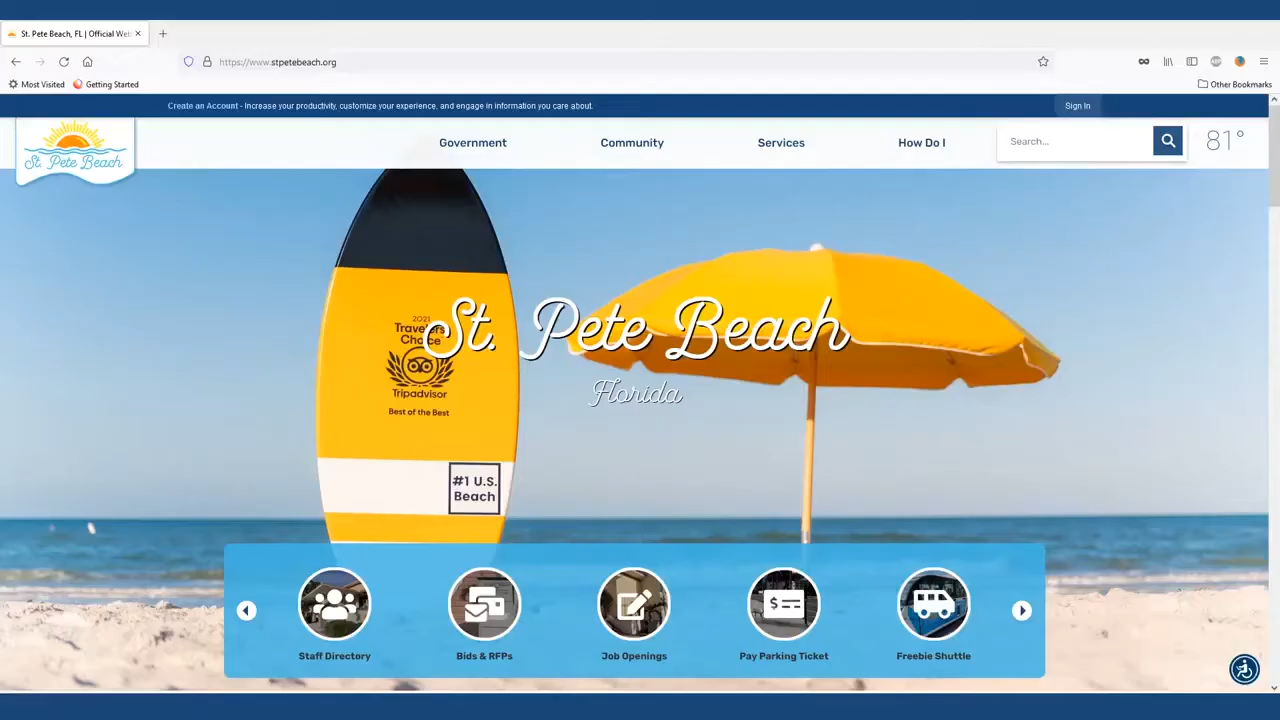 St. Pete Beach, FL | Official Web
https://www.stpetebeach.org
Most Visited
Getting Started
Other Bookmarks
Create an Account - Increase your productivity, customize your experience, and engage in information you care about.
Sign In
St. Pete Beach
Government
Community
Services
How Do I
Search...
81°
2021
Travelers'
Choice
Tripadvisor
Best of the Best
#1 U.S.
Beach
St. Pete Beach
Florida
Staff Directory
Bids & RFPs
Job Openings
Pay Parking Ticket
Freebie Shuttle